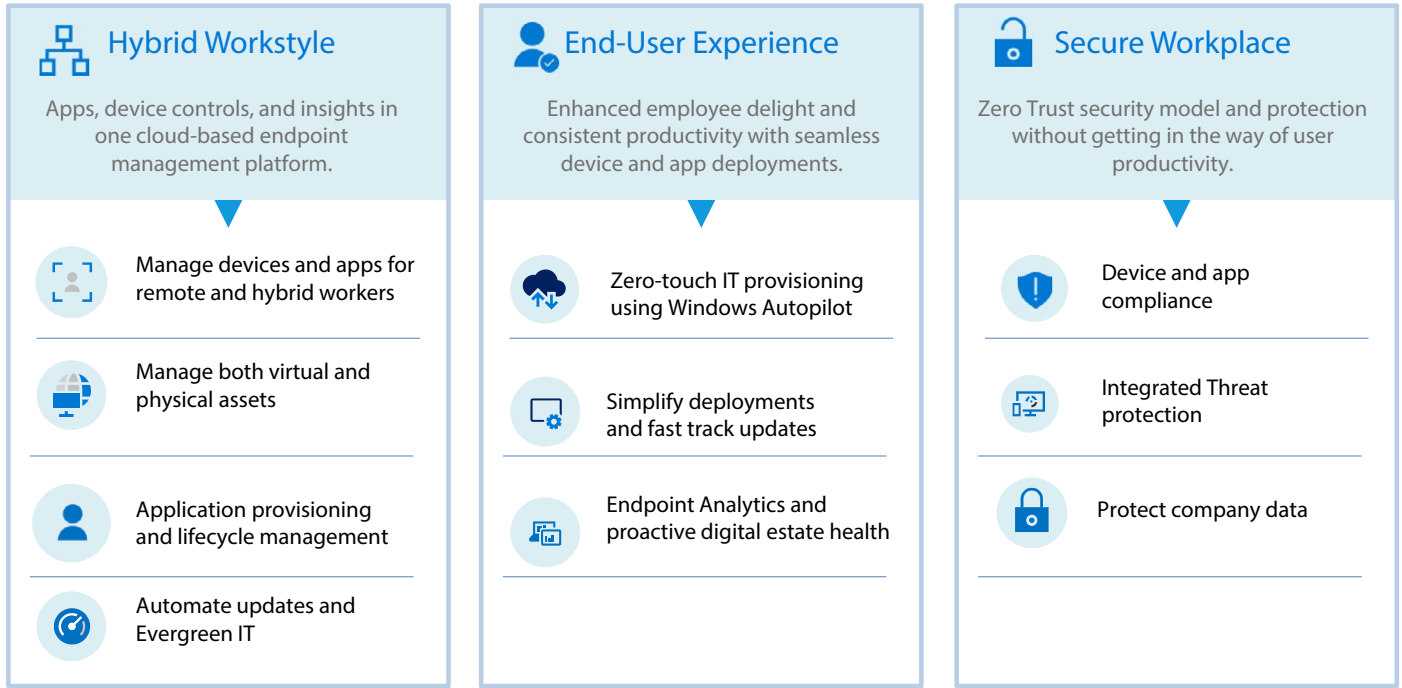 Hybrid Workstyle
Apps, device controls, and insights in
one cloud-based endpoint
management platform.
Manage devices and apps for
remote and hybrid workers
Manage both virtual and
physical assets
Application provisioning
and lifecycle management
Automate updates and
Evergreen IT
End-User Experience
Enhanced employee delight and
consistent productivity with seamless
device and app deployments.
Zero-touch IT provisioning
using Windows Autopilot
Simplify deployments
and fast track updates
Endpoint Analytics and
proactive digital estate health
Secure Workplace
Zero Trust security model and protection
without getting in the way of user
productivity.
Device and app
compliance
Integrated Threat
protection
Protect company data